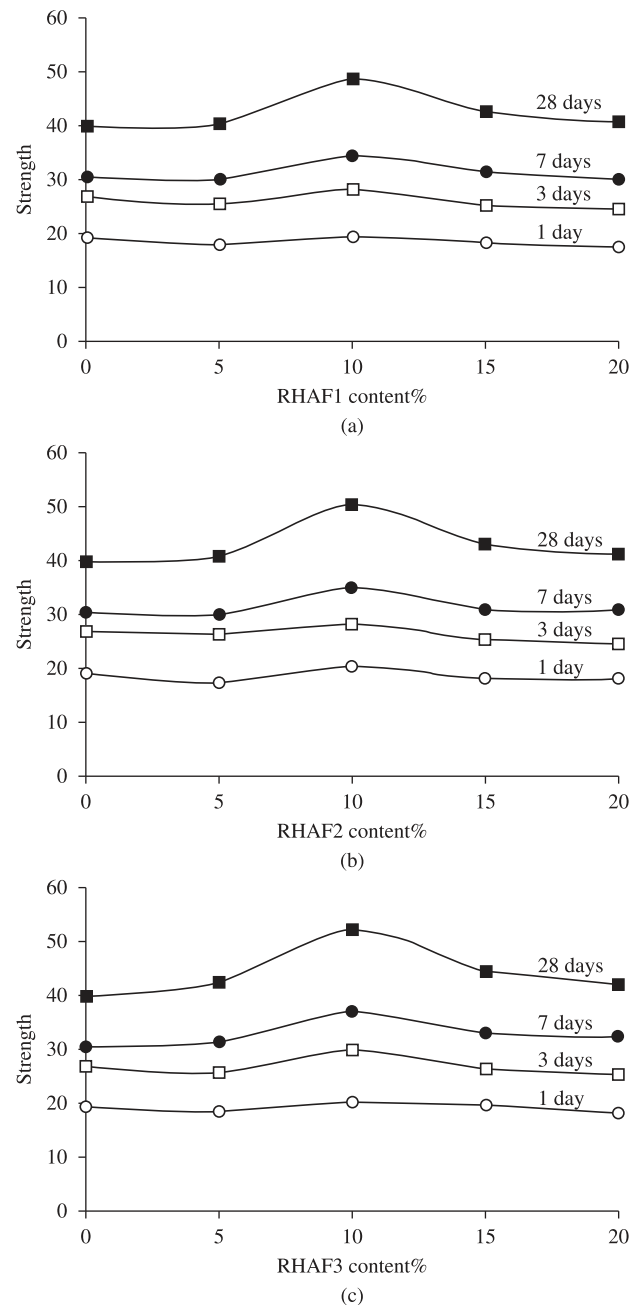 60
50
40
30
20
10
0
Strength
28 days
7 days
3 days
1 day
0 5 10 15 20
RHAF1 content%
(a)
60
50
40
30
20
10
0
Strength
28 days
7 days
3 days
1 day
0 5 10 15 20
RHAF2 content%
(b)
60
50
40
30
20
10
0
Strength
28 days
7 days
3 days
1 day
0 5 10 15 20
RHAF3 content%
(c)